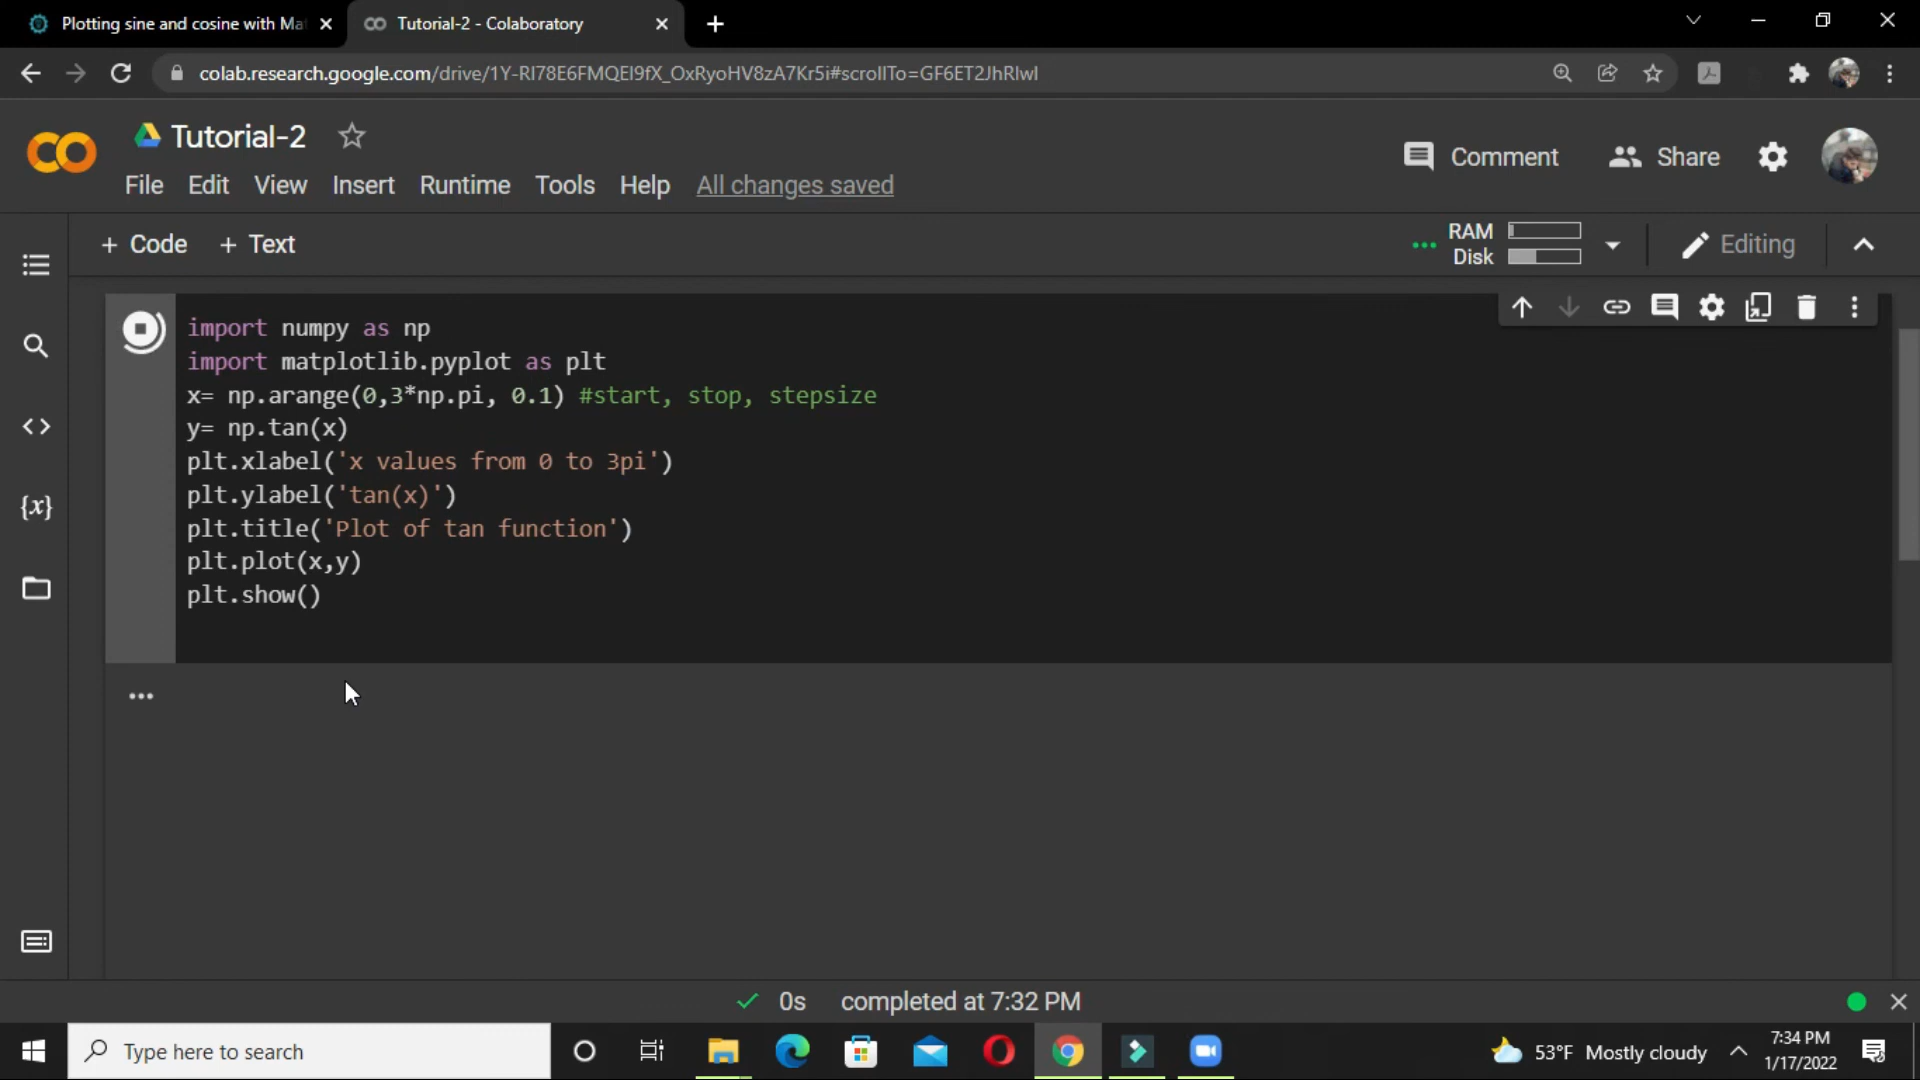 Plotting sine and cosine with Mat
Tutorial-2 - Colaboratory
colab.research.google.com/drive/1Y-RI78E6FMQEI9fX_OxRyoHV8zA7Kr5i#scrollTo=GF6ET2JhRlwI
Tutorial-2
Comment
Share
File Edit View Insert Runtime Tools Help All changes saved
+ Code + Text
RAM
Disk
Editing
import numpy as np
import matplotlib.pyplot as plt
x= np.arange(0,3*np.pi, 0.1) #start, stop, stepsize
y= np.tan(x)
plt.xlabel('x values from 0 to 3pi')
plt.ylabel('tan(x)')
plt.title('Plot of tan function')
plt.plot(x,y)
plt.show()
0s completed at 7:32 PM
Type here to search
53°F Mostly cloudy
7:34 PM
1/17/2022